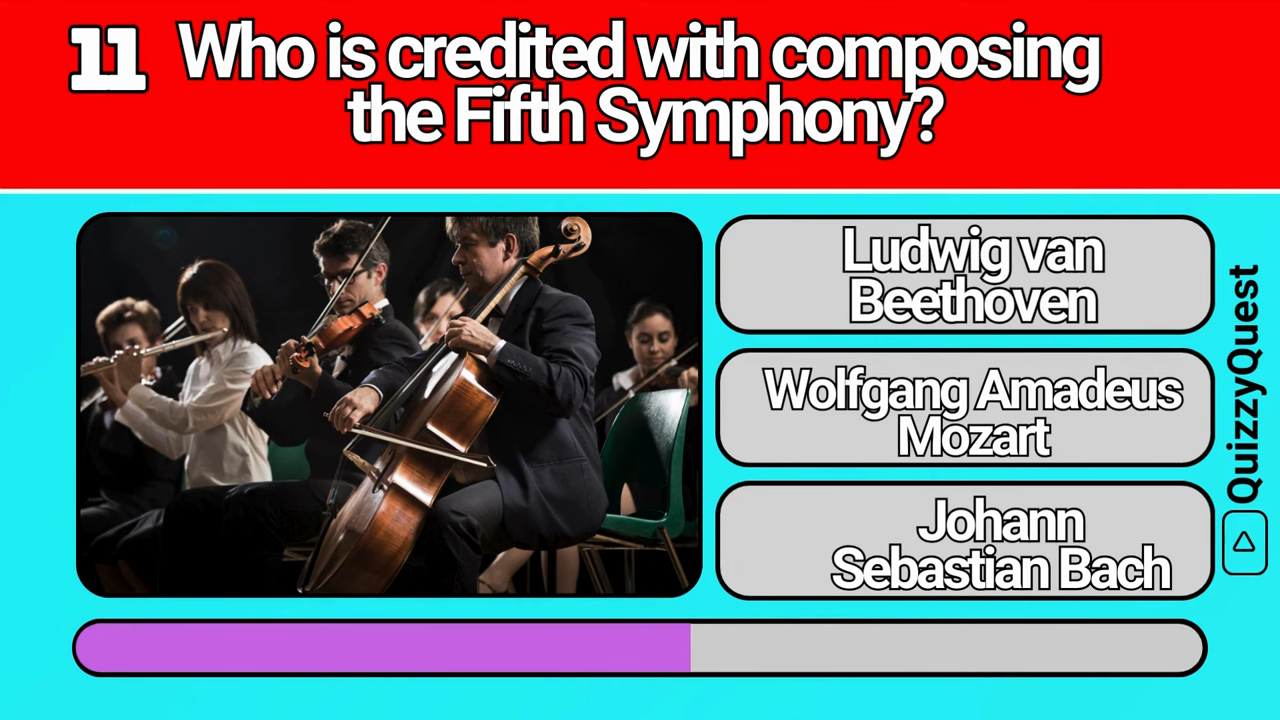 11
Who is credited with composing
the Fifth Symphony?
Ludwig van
Beethoven
Wolfgang Amadeus
Mozart
Johann
Sebastian Bach
QuizzyQuest